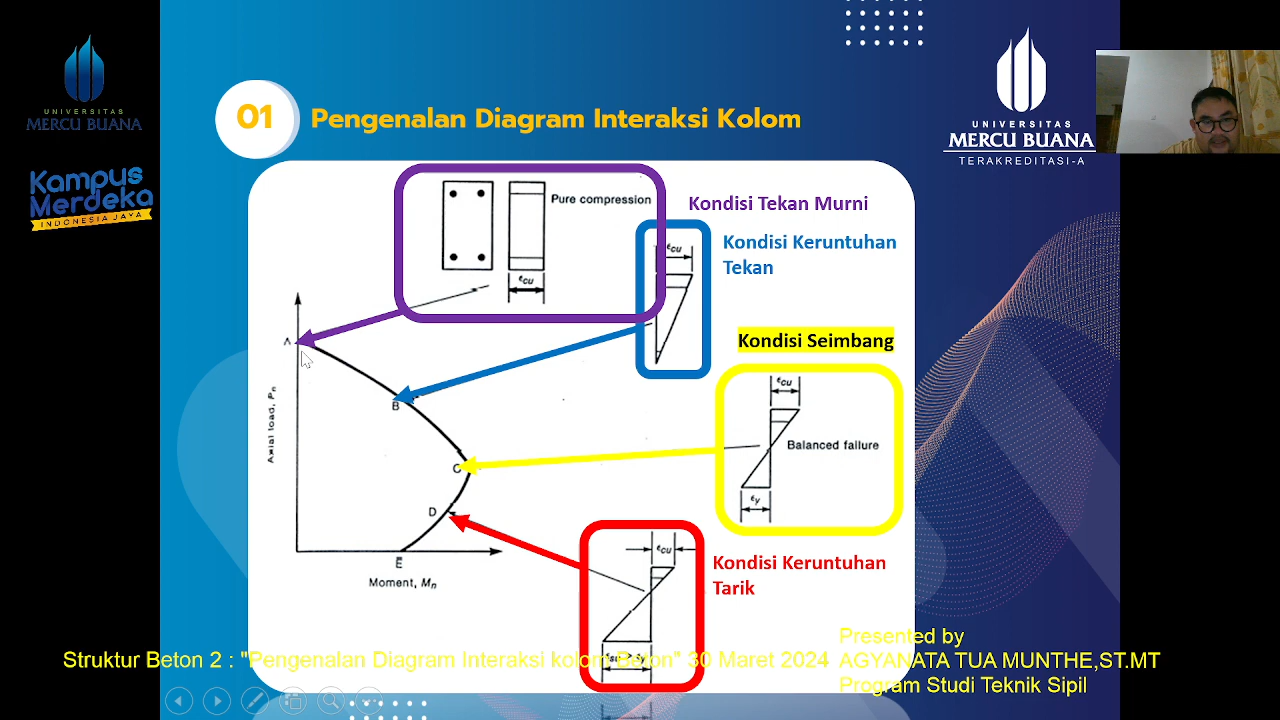 UNIVERSITAS
MERCU BUANA
Kampus
Merdeka
INDONESIA JAYA
01
Pengenalan Diagram Interaksi Kolom
UNIVERSITAS
MERCU BUANA
TERAKREDITASI-A
Pure compression
εcu
Kondisi Tekan Murni
Kondisi Keruntuhan
Tekan
εcu
Kondisi Seimbang
εcu
Balanced failure
εy
A
B
C
D
E
Axial load, Pn
Moment, Mn
εcu
Kondisi Keruntuhan
Tarik
Struktur Beton 2 : "Pengenalan Diagram Interaksi kolom Beton" 30 Maret 2024
Presented by
AGYANATA TUA MUNTHE,ST.MT
Program Studi Teknik Sipil